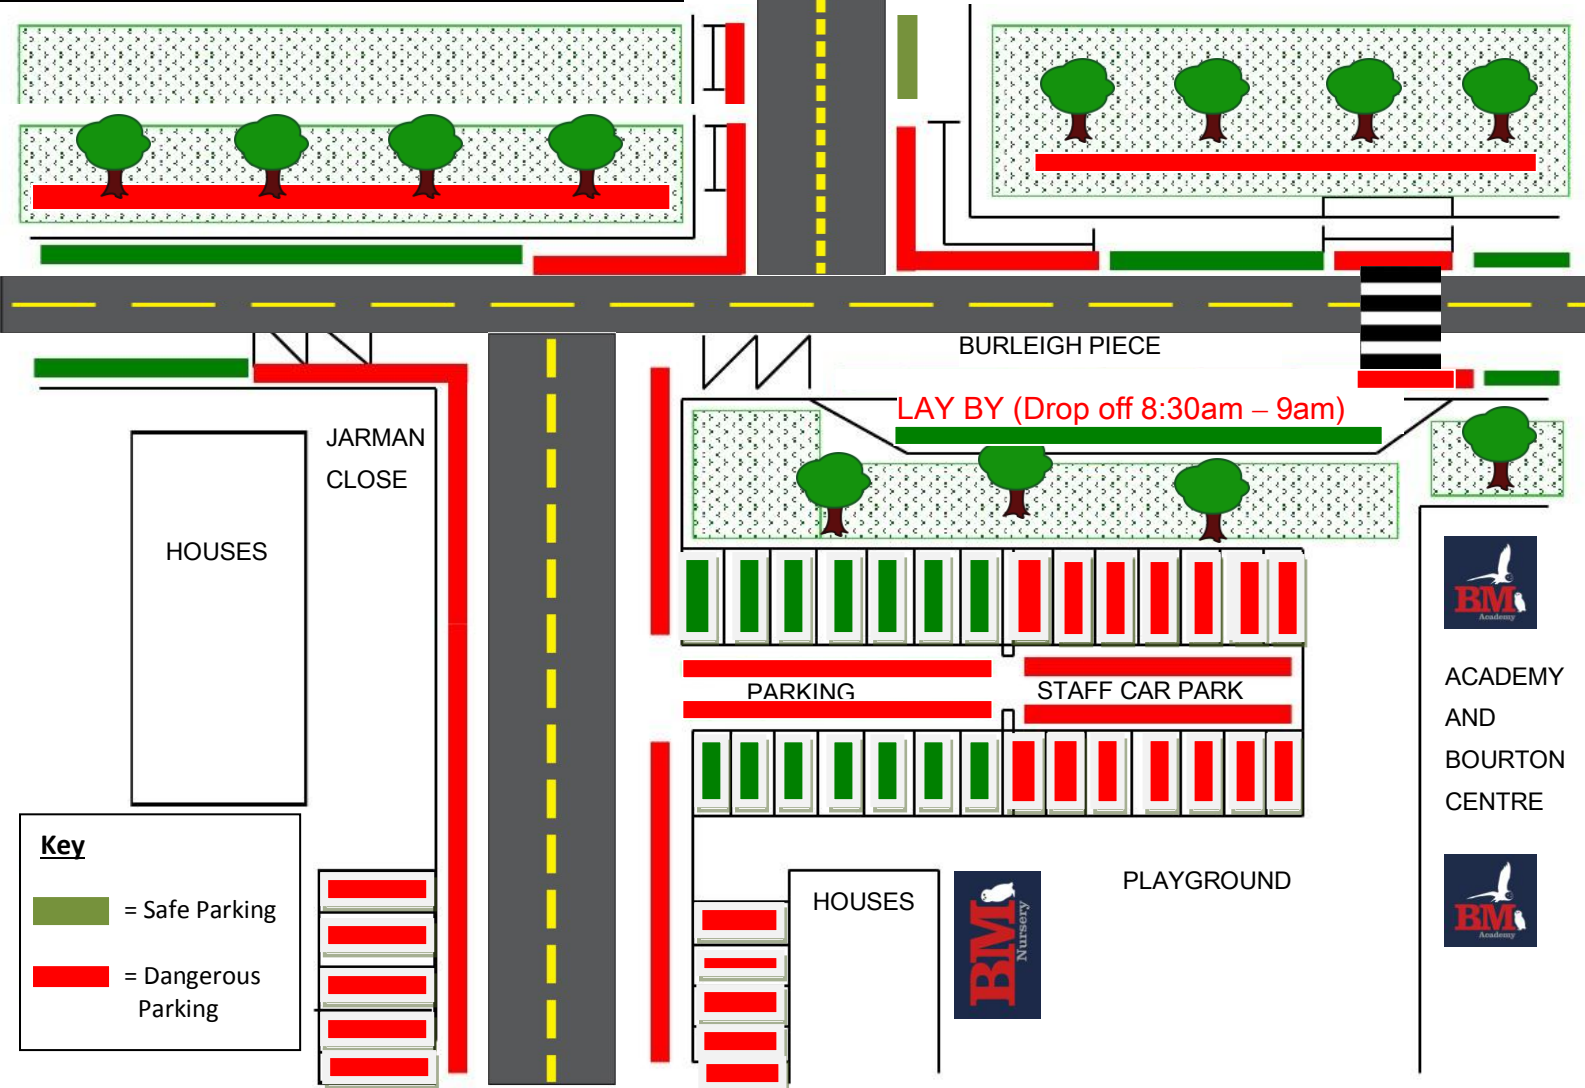 BURLEIGH PIECE
LAY BY (Drop off 8:30am – 9am)
JARMAN
CLOSE
HOUSES
BM
Academy
ACADEMY
AND
BOURTON
CENTRE
PARKING
STAFF CAR PARK
Key
= Safe Parking
= Dangerous
Parking
HOUSES
BM
Nursery
PLAYGROUND
BM
Academy